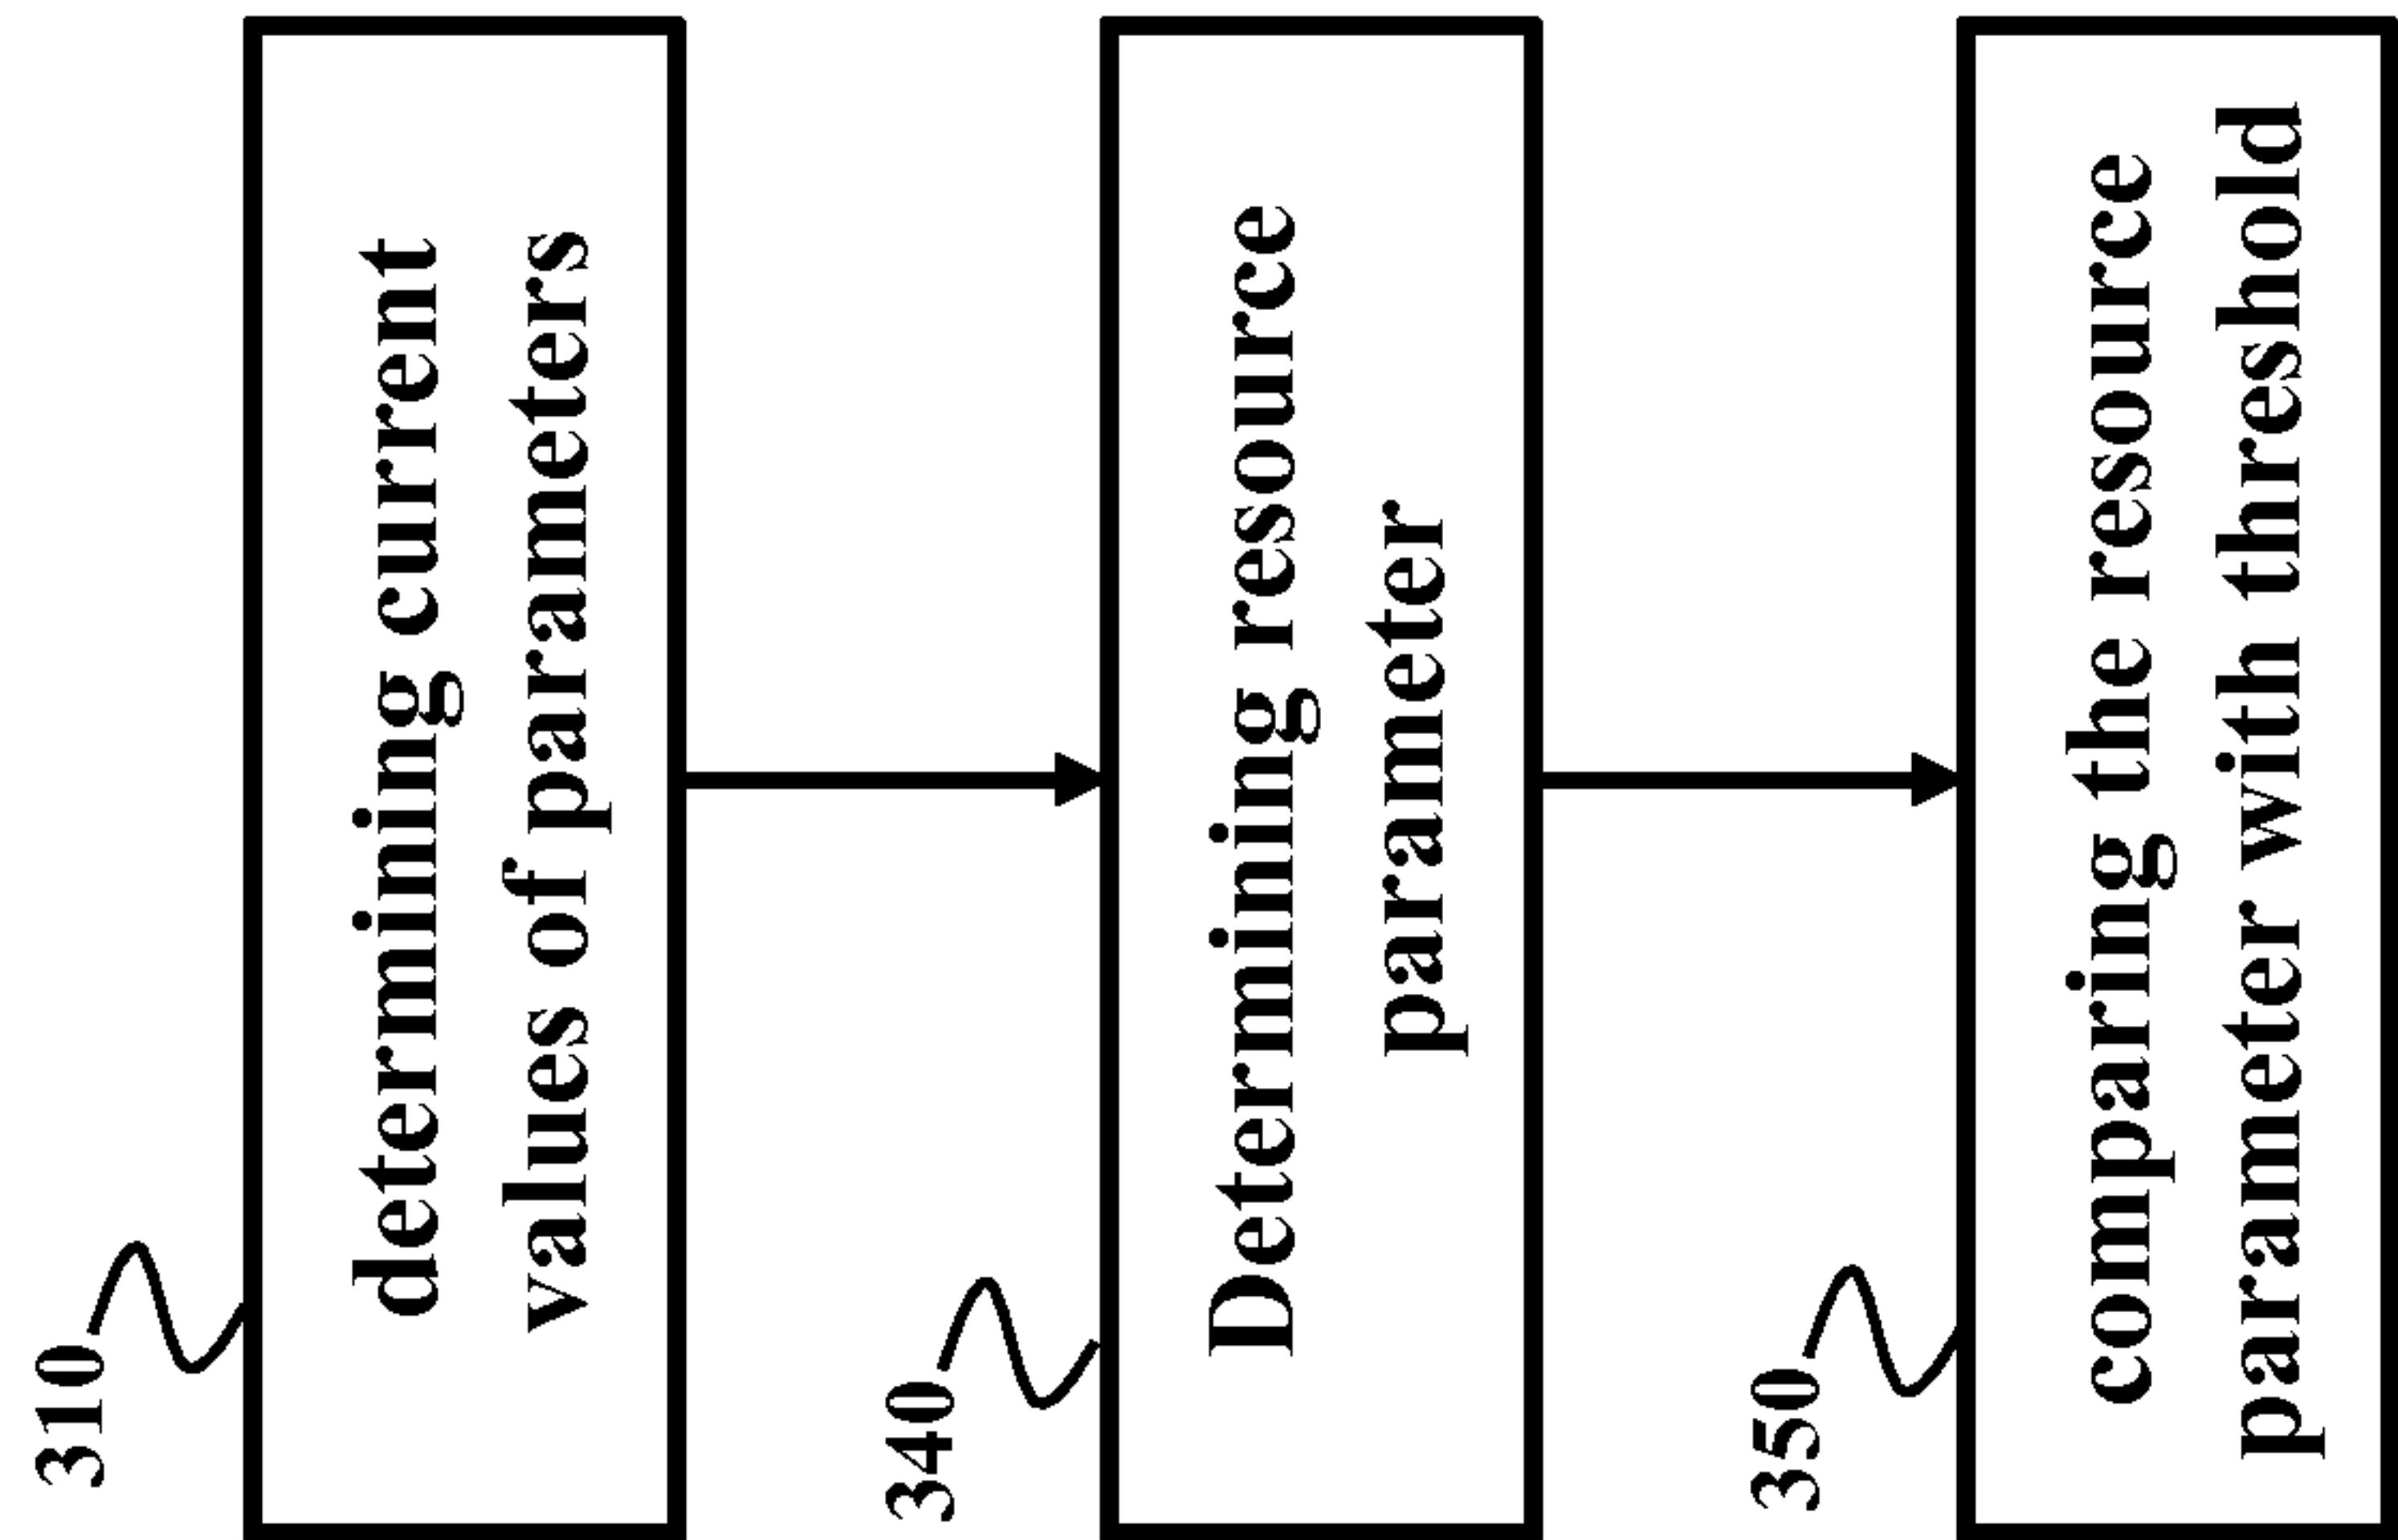 310
determining current
values of parameters
340
Determining resource
parameter
350
comparing the resource
parameter with threshold